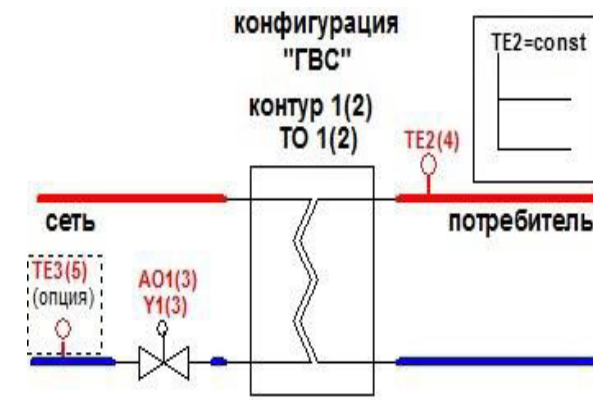 конфигурация
"ГВС"
контур 1(2)
ТО 1(2)
TE2=const
TE2(4)
сеть
потребитель
TE3(5)
(опция)
AO1(3)
Y1(3)